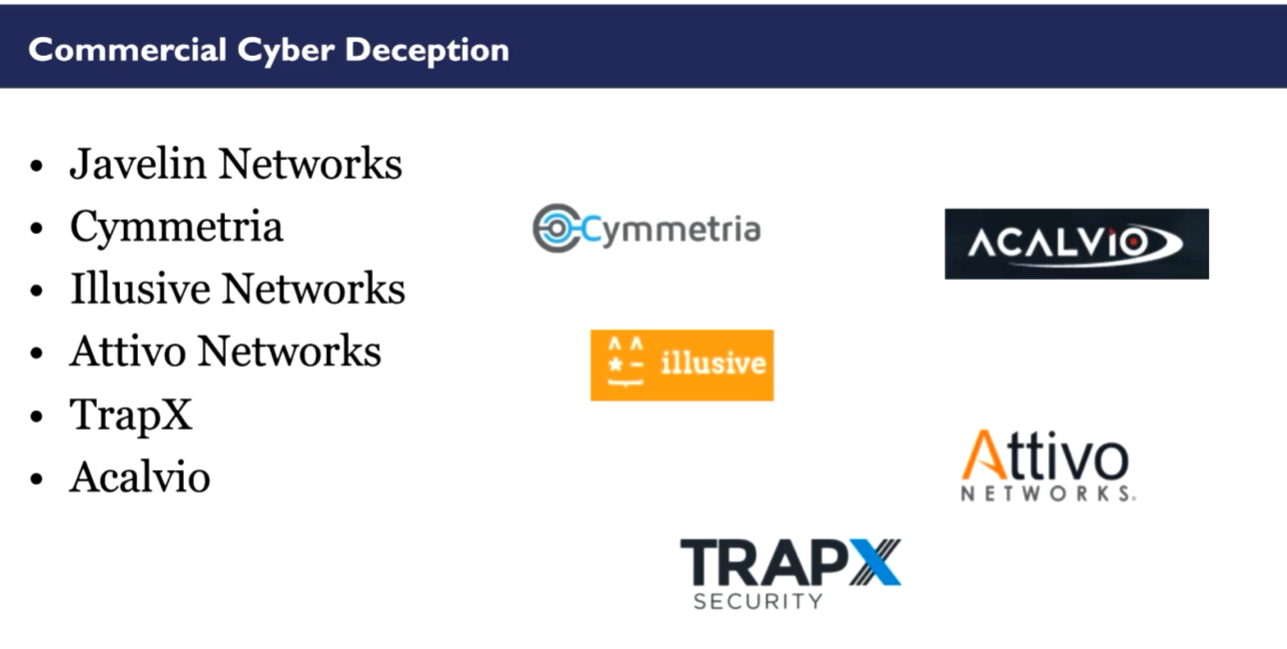 Commercial Cyber Deception
• Javelin Networks
• Cymmetria
• Illusive Networks
• Attivo Networks
• TrapX
• Acalvio
Cymmetria
ACALVIO
illusive
Attivo
NETWORKS®
TRAPX
SECURITY